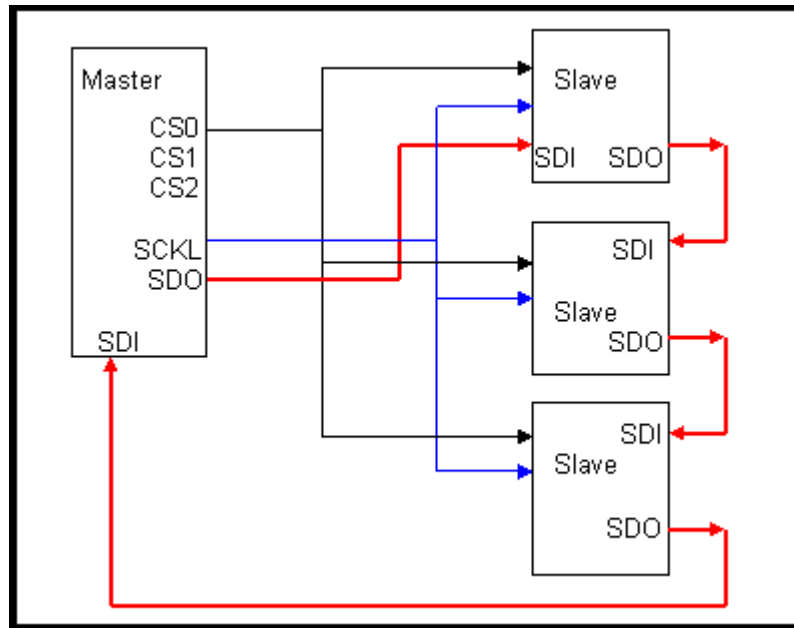 Master
CS0
CS1
CS2
SCKL
SDO
SDI
Slave
SDI SDO
SDI
Slave
SDO
SDI
Slave
SDO